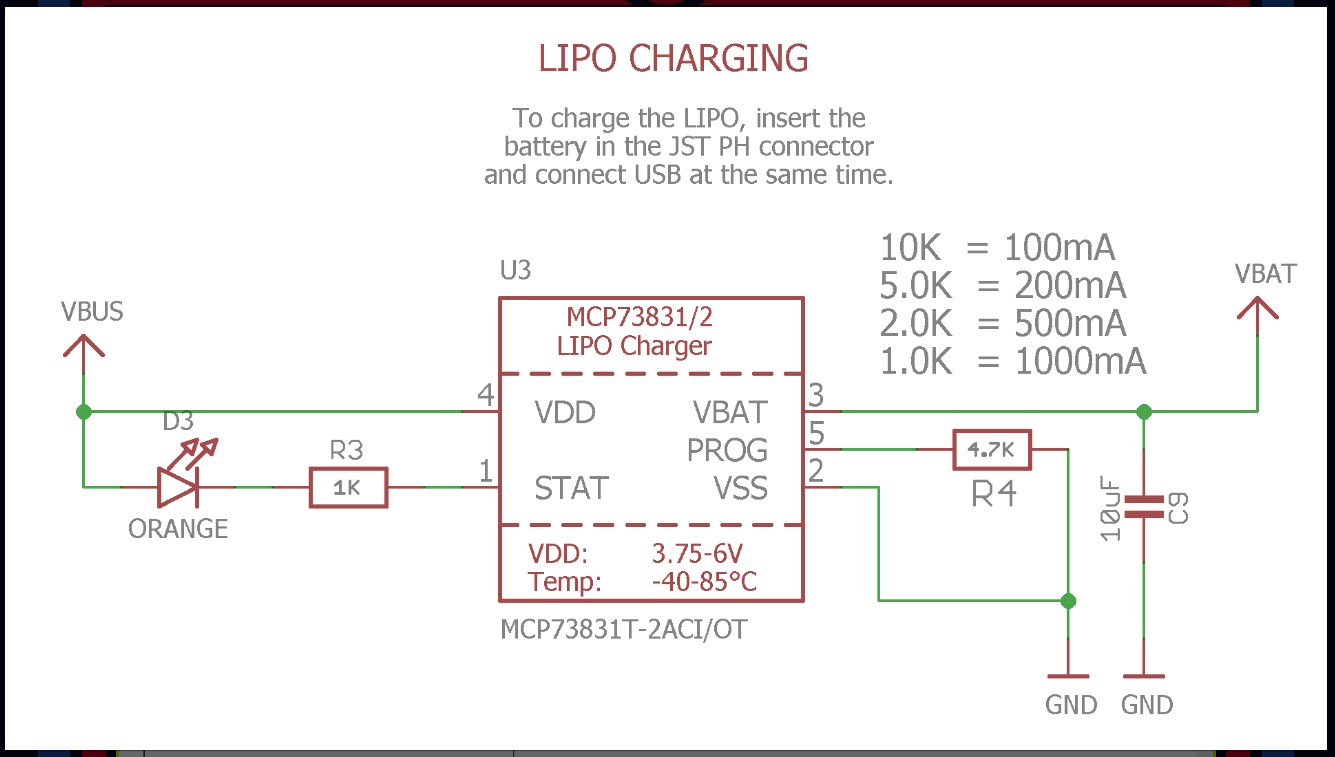 LIPO CHARGING
To charge the LIPO, insert the
battery in the JST PH connector
and connect USB at the same time.
10K = 100mA
5.0K = 200mA
2.0K = 500mA
1.0K = 1000mA
VBAT
U3
VBUS
MCP73831/2
LIPO Charger
4
VDD
VBAT
3
D3
PROG
5
R3
4.7K
1K
1
STAT
VSS
2
R4
10uF
C9
ORANGE
VDD: 3.75-6V
Temp: -40-85°C
MCP73831T-2ACI/OT
GND
GND